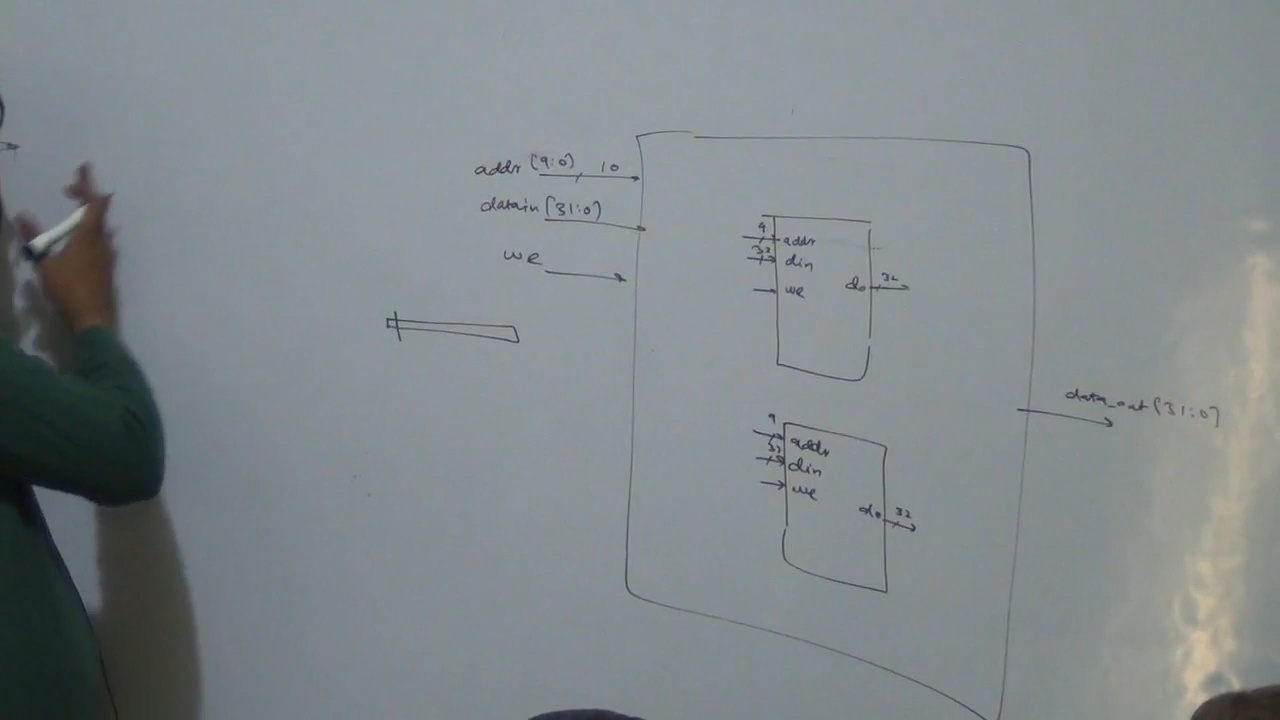 addr [9:0] 10
datain [31:0]
we
9
addr
32
din
we
do 32
data_out [31:0]
9
addr
32
din
we
do 32